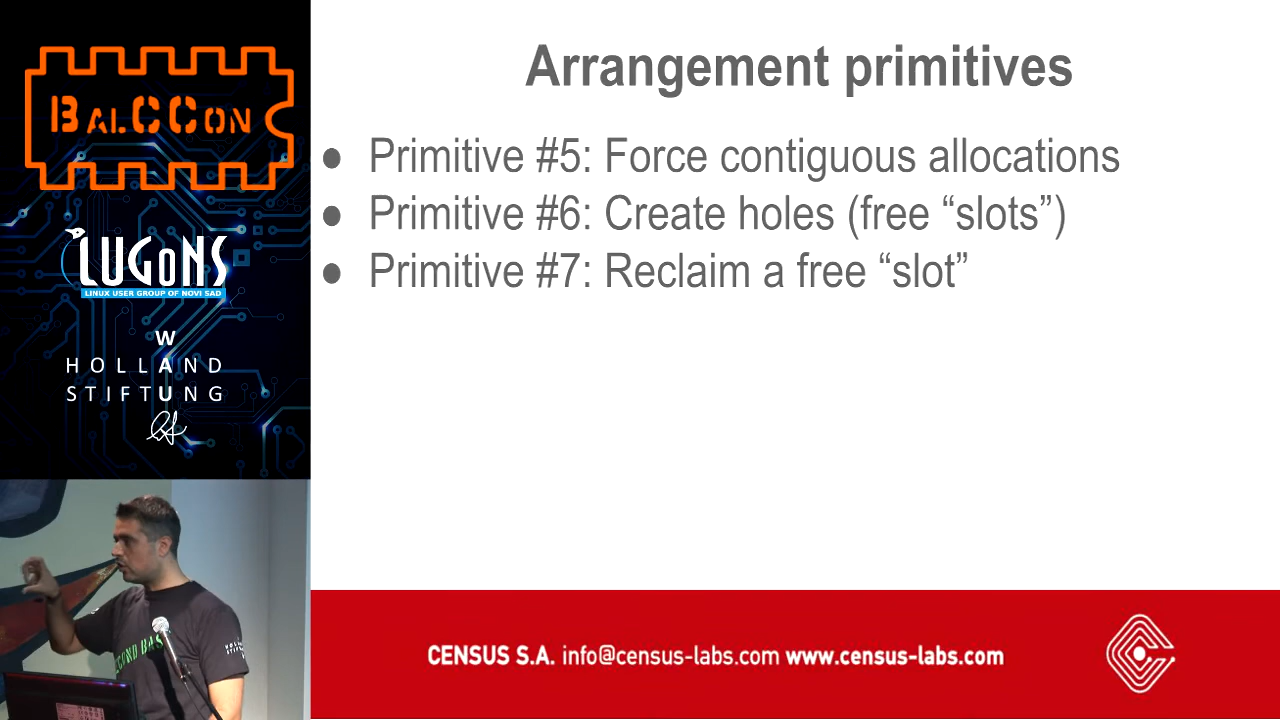 BalCCon
LUGoNS
LINUX USER GROUP OF NOVI SAD
W
HOLLAND
STIFTUNG
Arrangement primitives
● Primitive #5: Force contiguous allocations
● Primitive #6: Create holes (free “slots”)
● Primitive #7: Reclaim a free “slot”
CENSUS S.A. info@census-labs.com www.census-labs.com